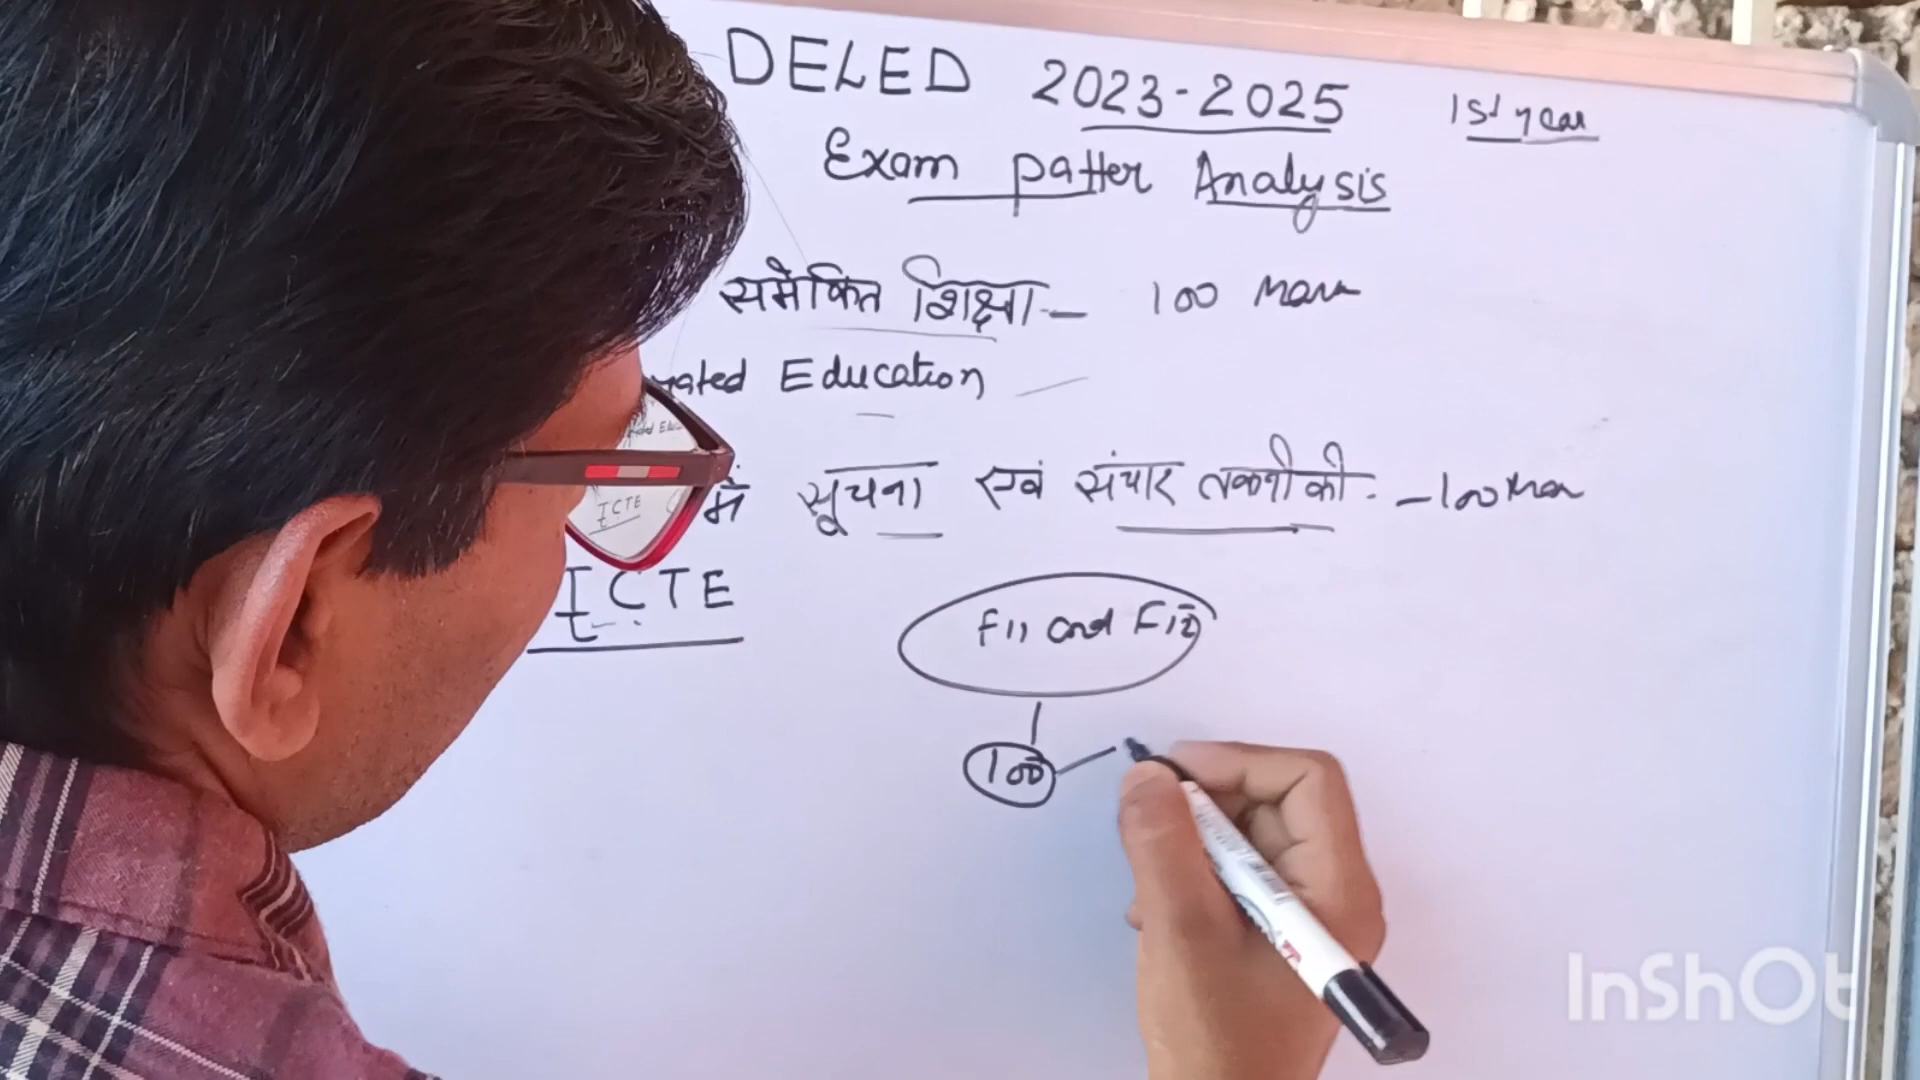 DELED 2023-2025 1st year
Exam patter Analysis
समेकित शिक्षा - 100 Mark
Education
में सूचना एवं संचार तकनीकी - 100 Mar
ICTE
F11 and F12
100
InShOt